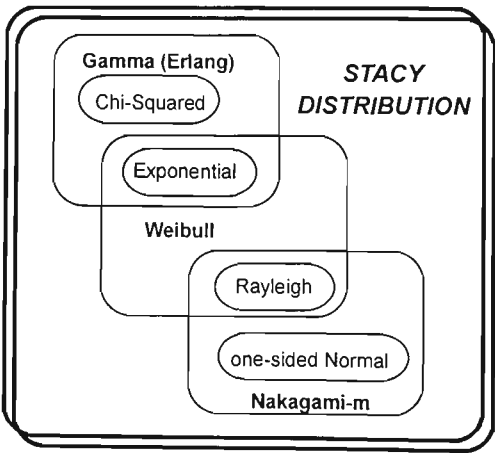 Gamma (Erlang)
Chi-Squared
STACY
DISTRIBUTION
Exponential
Weibull
Rayleigh
one-sided Normal
Nakagami-m